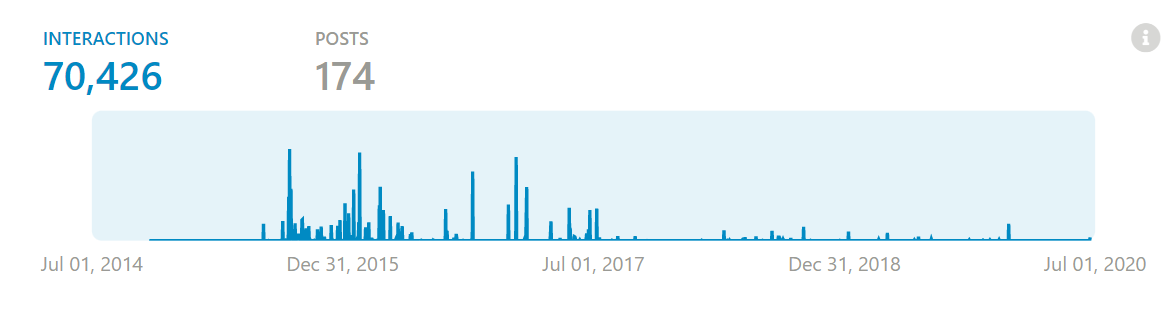 INTERACTIONS POSTS
70,426 174
Jul 01, 2014 Dec 31, 2015 Jul 01, 2017 Dec 31, 2018 Jul 01, 2020